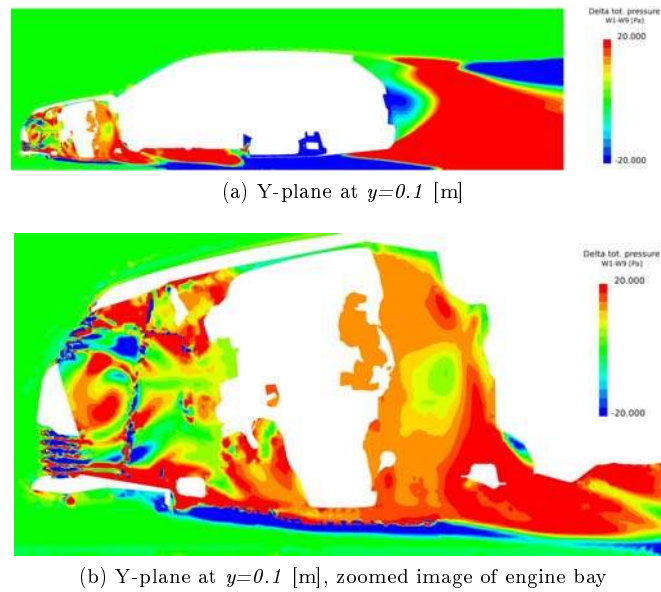 Delta tot. pressure
W1-W9 [Pa]
20.000
-20.000
(a) Y-plane at y=0.1 [m]
Delta tot. pressure
W1-W9 [Pa]
20.000
-20.000
(b) Y-plane at y=0.1 [m], zoomed image of engine bay